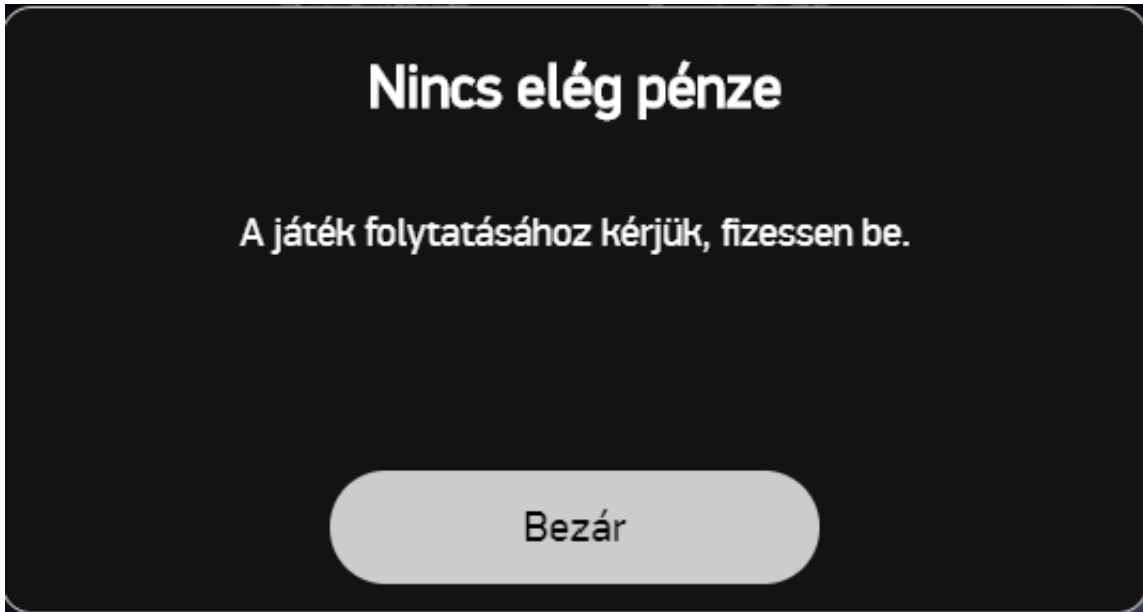 Nincs elég pénze
A játék folytatásához kérjük, fizessen be.
Bezár